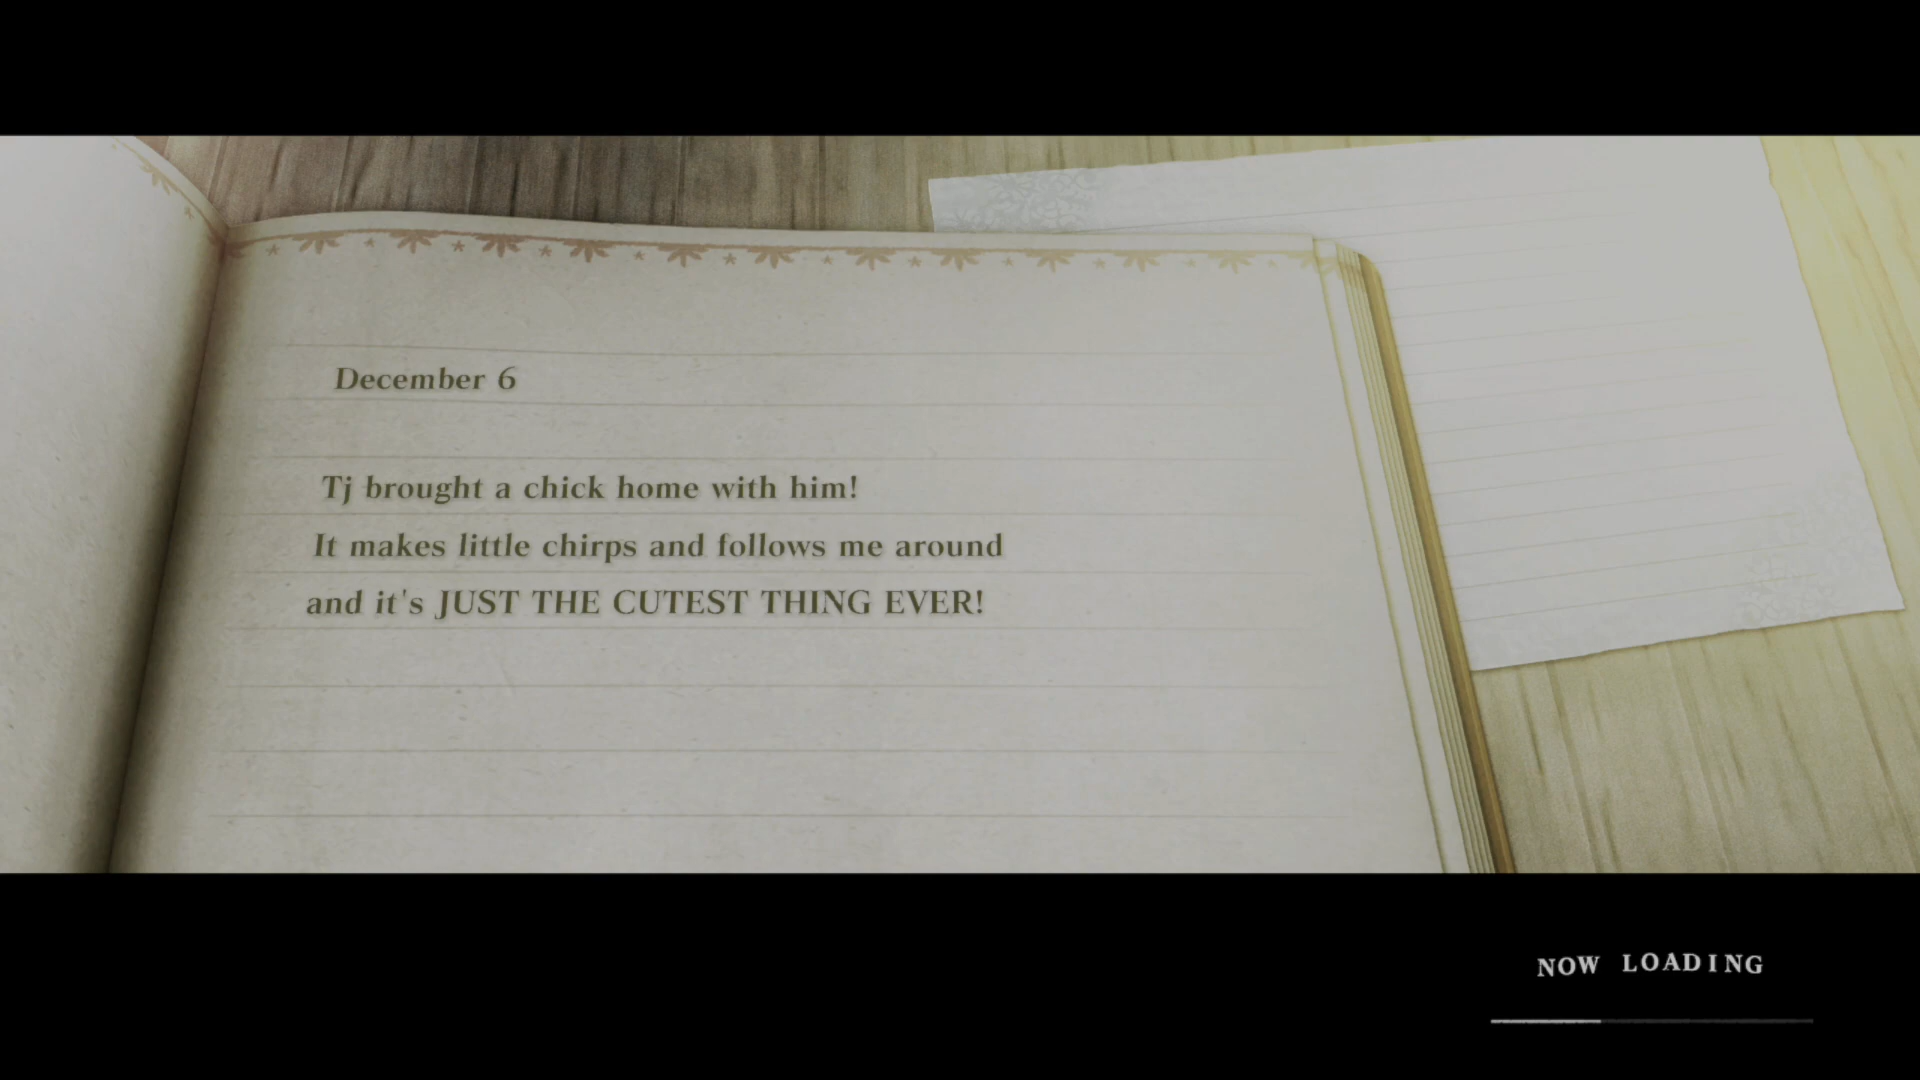 December 6
Tj brought a chick home with him!
It makes little chirps and follows me around
and it's JUST THE CUTEST THING EVER!
NOW LOADING